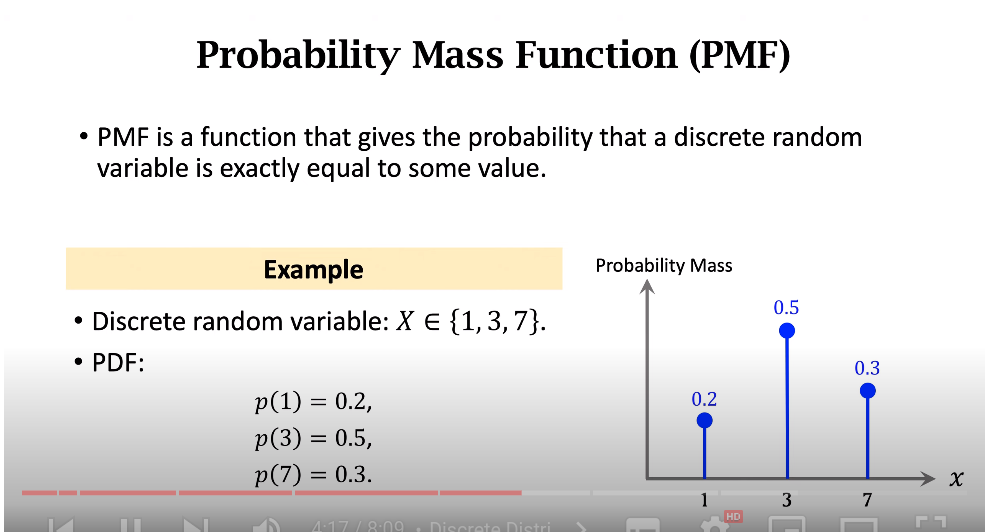 Probability Mass Function (PMF)
• PMF is a function that gives the probability that a discrete random
variable is exactly equal to some value.
Example
• Discrete random variable: X ∈ {1, 3, 7}.
• PDF:
p(1) = 0.2,
p(3) = 0.5,
p(7) = 0.3.
Probability Mass
0.5
0.3
0.2
x
1 3 7
HD
4:17 / 8:09 • Discrete Distri